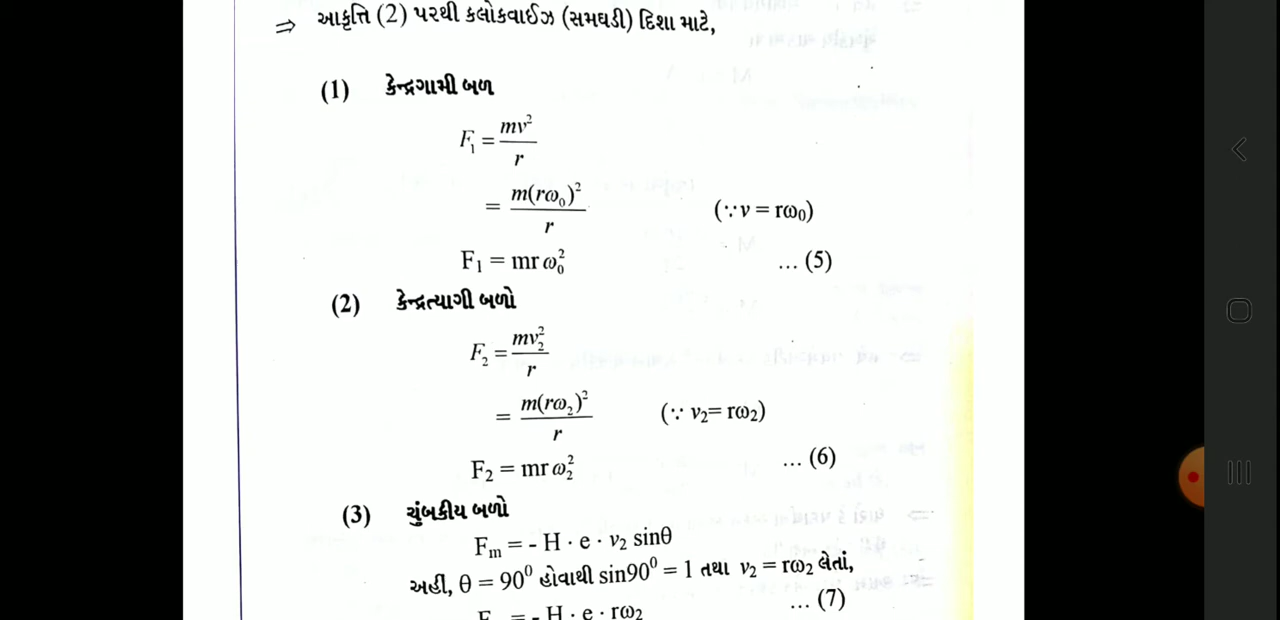 ⇒ આકૃતિ (2) પરથી કલોકવાઈઝ (સમઘડી) દિશા માટે,
(1) કેન્દ્રગામી બળ
F₁ = mv²/r
= m(rω₀)²/r (∵ v = rω₀)
F₁ = mrω₀² ... (5)
(2) કેન્દ્રત્યાગી બળો
F₂ = mv₂²/r
= m(rω₂)²/r (∵ v₂= rω₂)
F₂ = mrω₂² ... (6)
(3) ચુંબકીય બળો
Fₘ = - H · e · v₂ sinθ
અહી, θ = 90⁰ હોવાથી sin90⁰ = 1 તથા v₂ = rω₂ લેતાં,
F = - H · e · rω₂ ... (7)